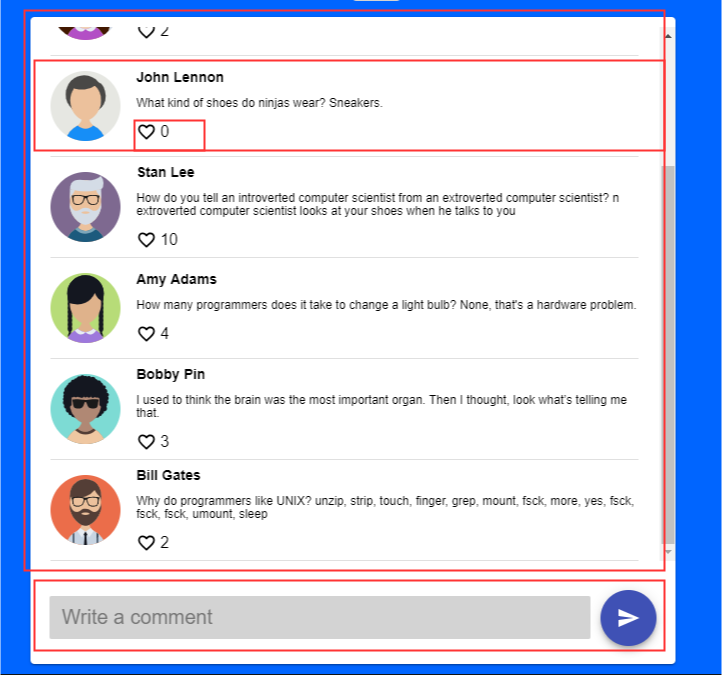 2
John Lennon
What kind of shoes do ninjas wear? Sneakers.
0
Stan Lee
How do you tell an introverted computer scientist from an extroverted computer scientist? n
extroverted computer scientist looks at your shoes when he talks to you
10
Amy Adams
How many programmers does it take to change a light bulb? None, that's a hardware problem.
4
Bobby Pin
I used to think the brain was the most important organ. Then I thought, look what's telling me
that.
3
Bill Gates
Why do programmers like UNIX? unzip, strip, touch, finger, grep, mount, fsck, more, yes, fsck,
fsck, fsck, umount, sleep
2
Write a comment